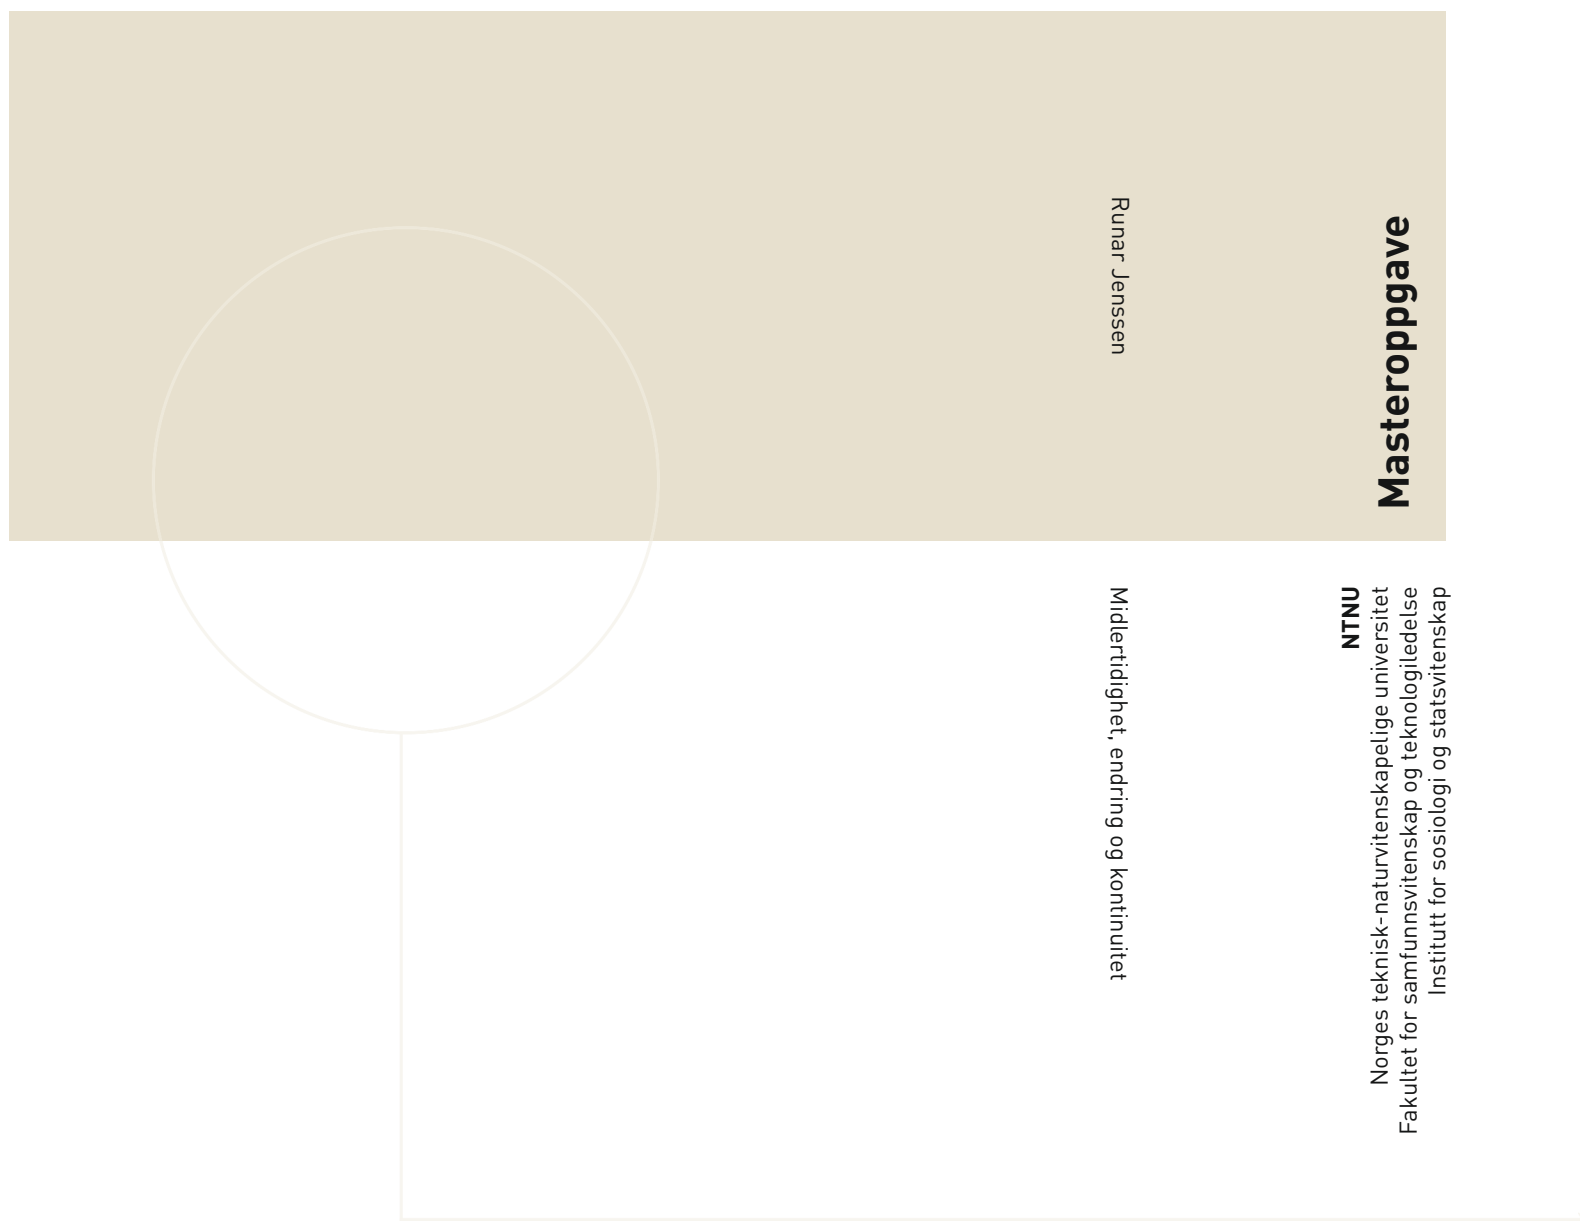 Runar Jenssen
Midlertidighet, endring og kontinuitet
Masteroppgave
NTNU
Norges teknisk-naturvitenskapelige universitet
Fakultet for samfunnsvitenskap og teknologiledelse
Institutt for sosiologi og statsvitenskap